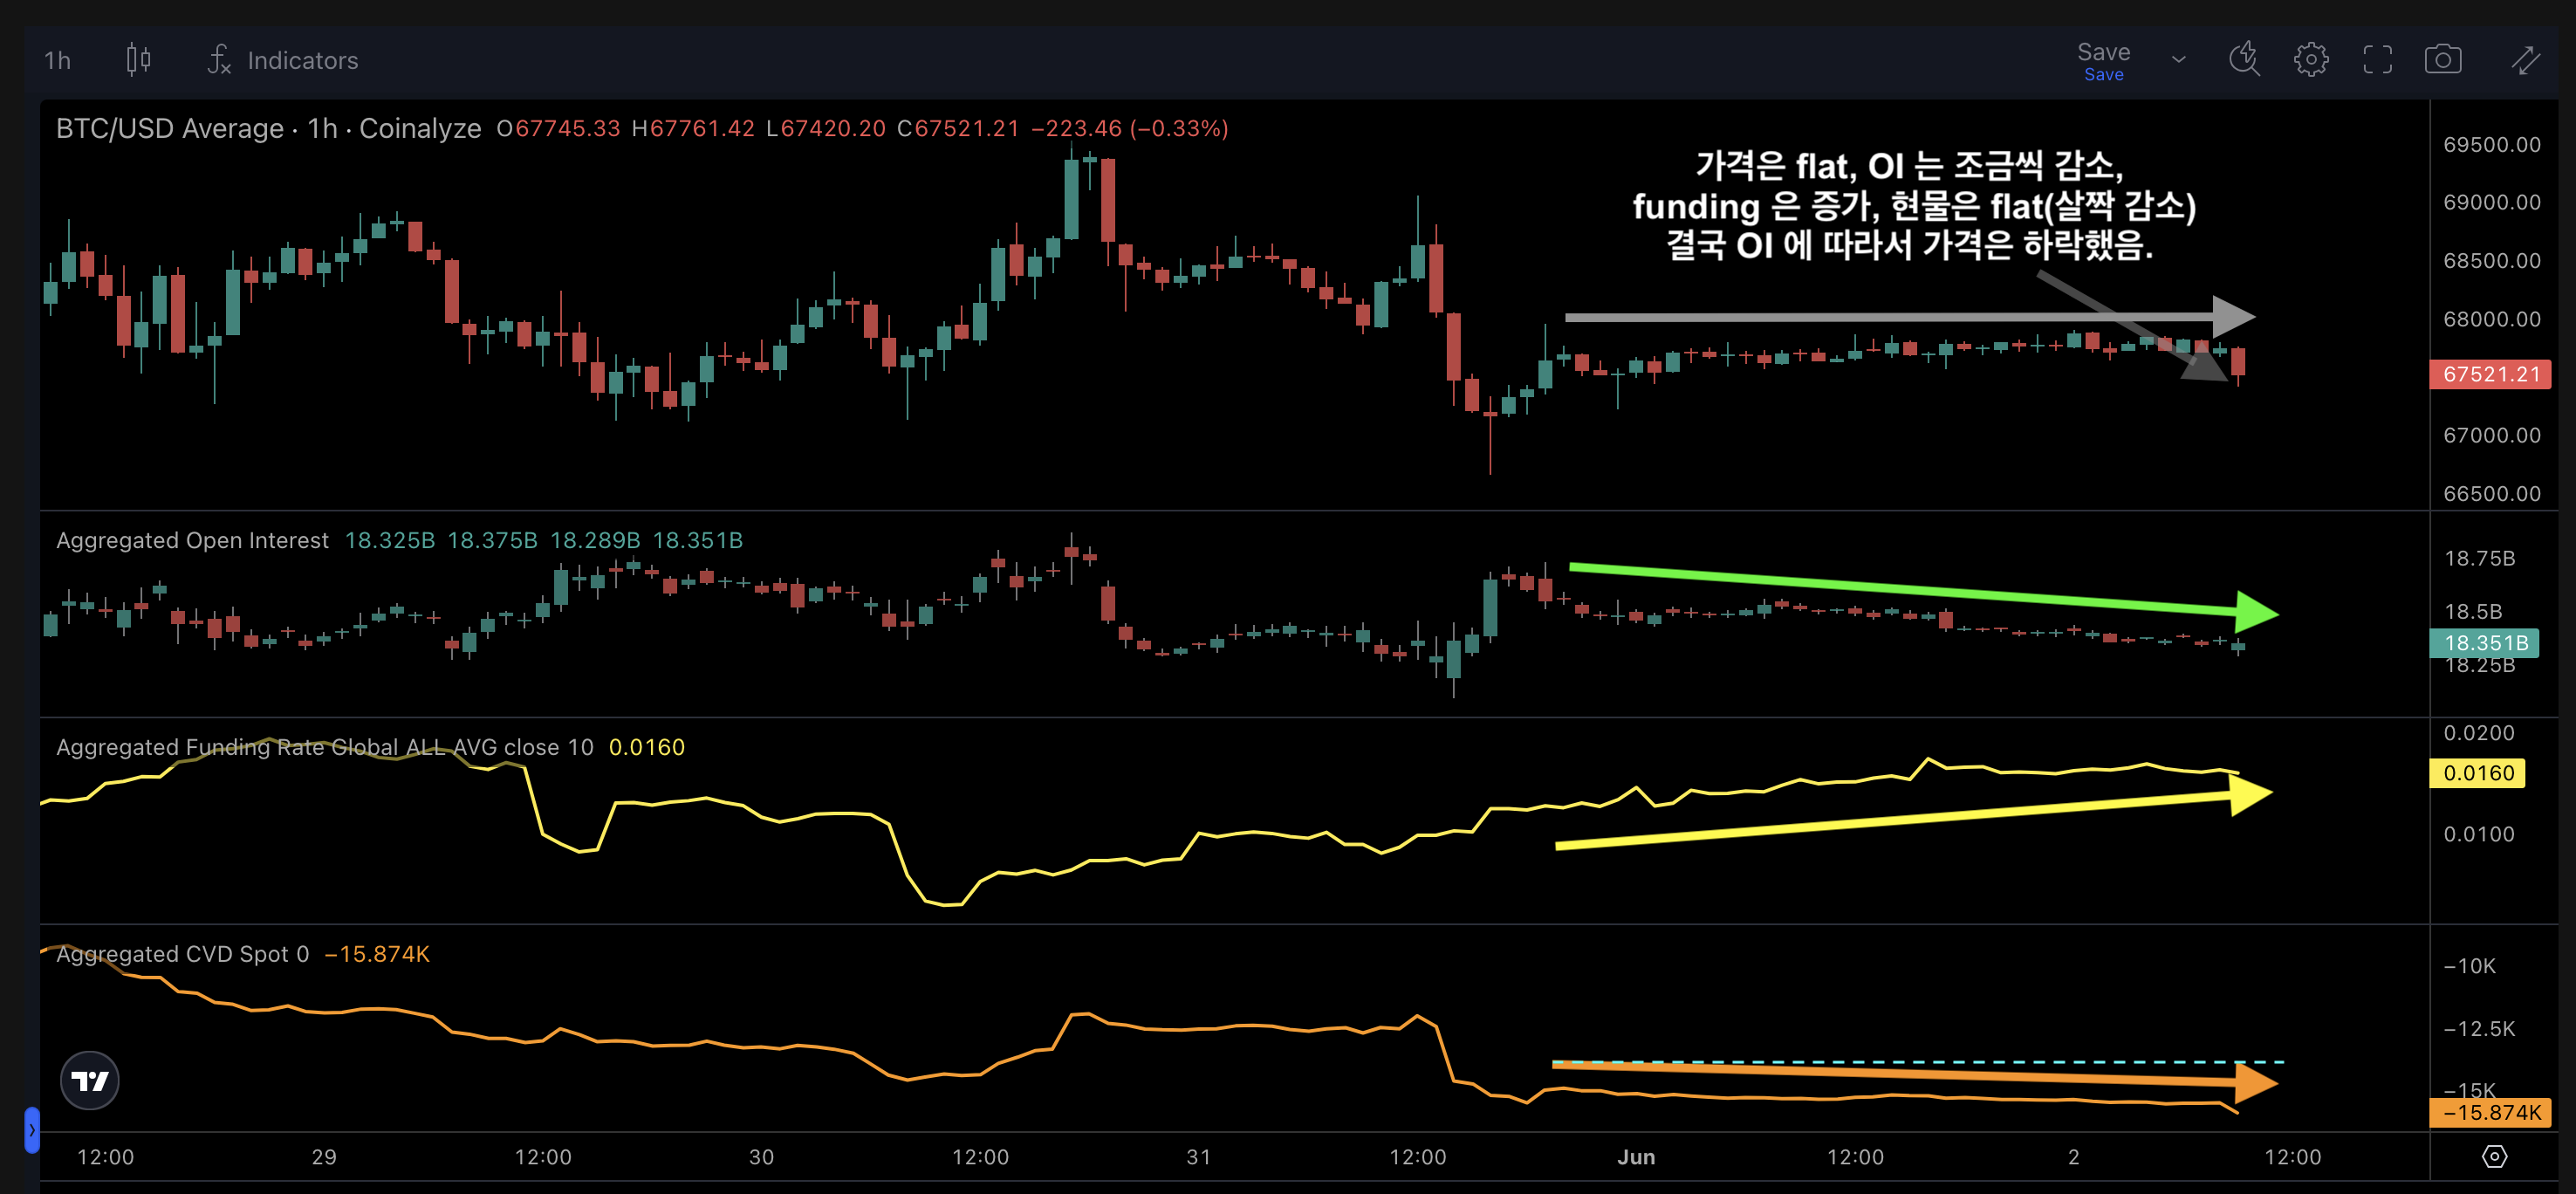 1h Indicators Save
Save
BTC/USD Average · 1h · Coinalyze O67745.33 H67761.42 L67420.20 C67521.21 −223.46 (−0.33%)
가격은 flat, OI 는 조금씩 감소,
funding 은 증가, 현물은 flat(살짝 감소)
결국 OI 에 따라서 가격은 하락했음.
69500.00
69000.00
68500.00
68000.00
67521.21
67000.00
66500.00
Aggregated Open Interest 18.325B 18.375B 18.289B 18.351B
18.75B
18.5B
18.351B
18.25B
Aggregated Funding Rate Global ALL AVG close 10 0.0160
0.0200
0.0160
0.0100
Aggregated CVD Spot 0 −15.874K
−10K
−12.5K
−15K
−15.874K
12:00 29 12:00 30 12:00 31 12:00 Jun 12:00 2 12:00